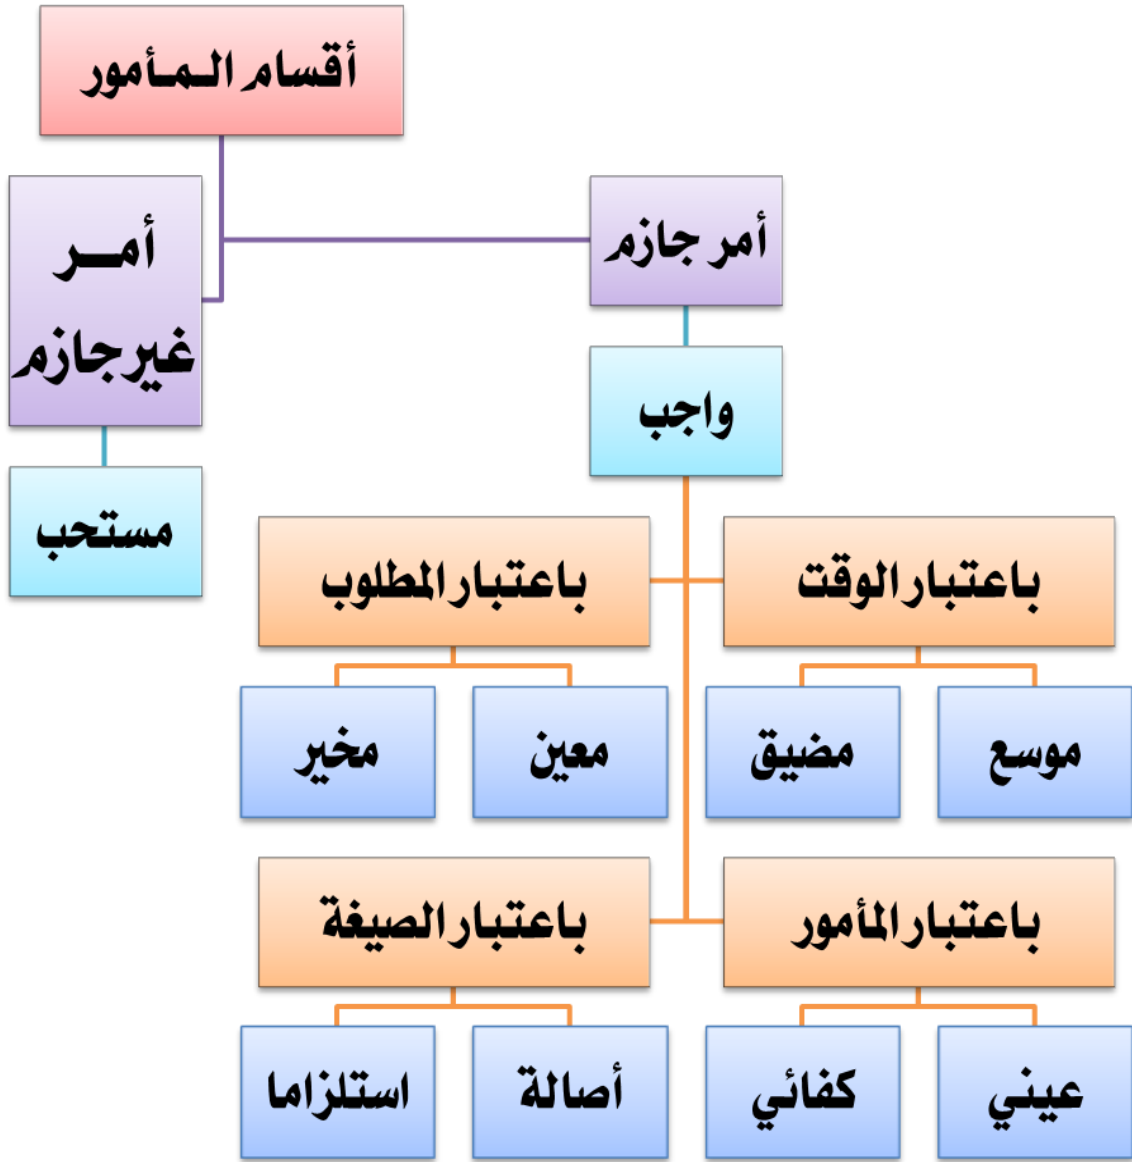 أقسام المأمور
أمر جازم
أمر
غير جازم
واجب
مستحب
باعتبار الوقت
باعتبار المطلوب
موسع
مضيق
معين
مخير
باعتبار المأمور
باعتبار الصيغة
عيني
كفائي
أصالة
استلزاما